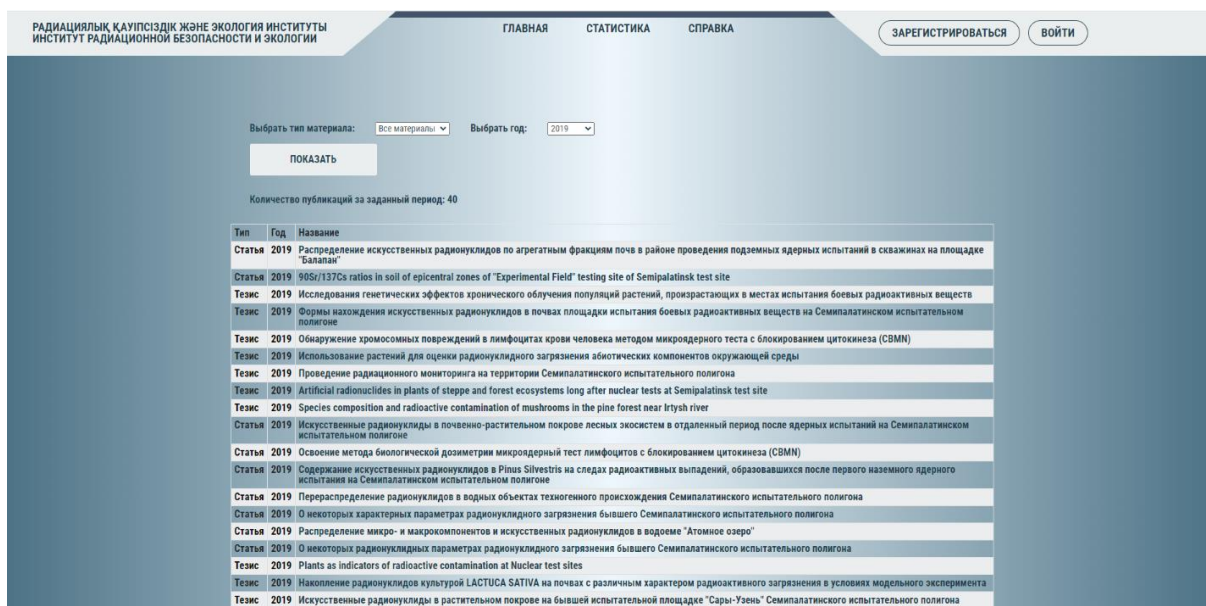 РАДИАЦИЯЛЫҚ ҚАУІПСІЗДІК ЖӘНЕ ЭКОЛОГИЯ ИНСТИТУТЫ
ИНСТИТУТ РАДИАЦИОННОЙ БЕЗОПАСНОСТИ И ЭКОЛОГИИ
ГЛАВНАЯ СТАТИСТИКА СПРАВКА
ЗАРЕГИСТРИРОВАТЬСЯ ВОЙТИ
Выбрать тип материала: Все материалы Выбрать год: 2019
ПОКАЗАТЬ
Количество публикаций за заданный период: 40
Тип Год Название
Статья 2019 Распределение искусственных радионуклидов по агрегатным фракциям почв в районе проведения подземных ядерных испытаний в скважинах на площадке
"Балапан"
Статья 2019 90Sr/137Cs ratios in soil of epicentral zones of "Experimental Field" testing site of Semipalatinsk test site
Тезис 2019 Исследования генетических эффектов хронического облучения популяций растений, произрастающих в местах испытания боевых радиоактивных веществ
Тезис 2019 Формы нахождения искусственных радионуклидов в почвах площадки испытания боевых радиоактивных веществ на Семипалатинском испытательном
полигоне
Тезис 2019 Обнаружение хромосомных повреждений в лимфоцитах крови человека методом микроядерного теста с блокированием цитокинеза (CBMN)
Тезис 2019 Использование растений для оценки радионуклидного загрязнения абиотических компонентов окружающей среды
Тезис 2019 Проведение радиационного мониторинга на территории Семипалатинского испытательного полигона
Тезис 2019 Artificial radionuclides in plants of steppe and forest ecosystems long after nuclear tests at Semipalatinsk test site
Тезис 2019 Species composition and radioactive contamination of mushrooms in the pine forest near Irtysh river
Статья 2019 Искусственные радионуклиды в почвенно-растительном покрове лесных экосистем в отдаленный период после ядерных испытаний на Семипалатинском
испытательном полигоне
Статья 2019 Освоение метода биологической дозиметрии микроядерный тест лимфоцитов с блокированием цитокинеза (CBMN)
Статья 2019 Содержание искусственных радионуклидов в Pinus Silvestris на следах радиоактивных выпадений, образовавшихся после первого наземного ядерного
испытания на Семипалатинском испытательном полигоне
Статья 2019 Перераспределение радионуклидов в водных объектах техногенного происхождения Семипалатинского испытательного полигона
Статья 2019 О некоторых характерных параметрах радионуклидного загрязнения бывшего Семипалатинского испытательного полигона
Статья 2019 Распределение микро- и макрокомпонентов и искусственных радионуклидов в водоеме "Атомное озеро"
Статья 2019 О некоторых радионуклидных параметрах радионуклидного загрязнения бывшего Семипалатинского испытательного полигона
Тезис 2019 Plants as indicators of radioactive contamination at Nuclear test sites
Тезис 2019 Накопление радионуклидов культурой LACTUCA SATIVA на почвах с различным характером радиоактивного загрязнения в условиях модельного эксперимента
Тезис 2019 Искусственные радионуклиды в растительном покрове на бывшей испытательной площадке "Сары-Узень" Семипалатинского испытательного полигона